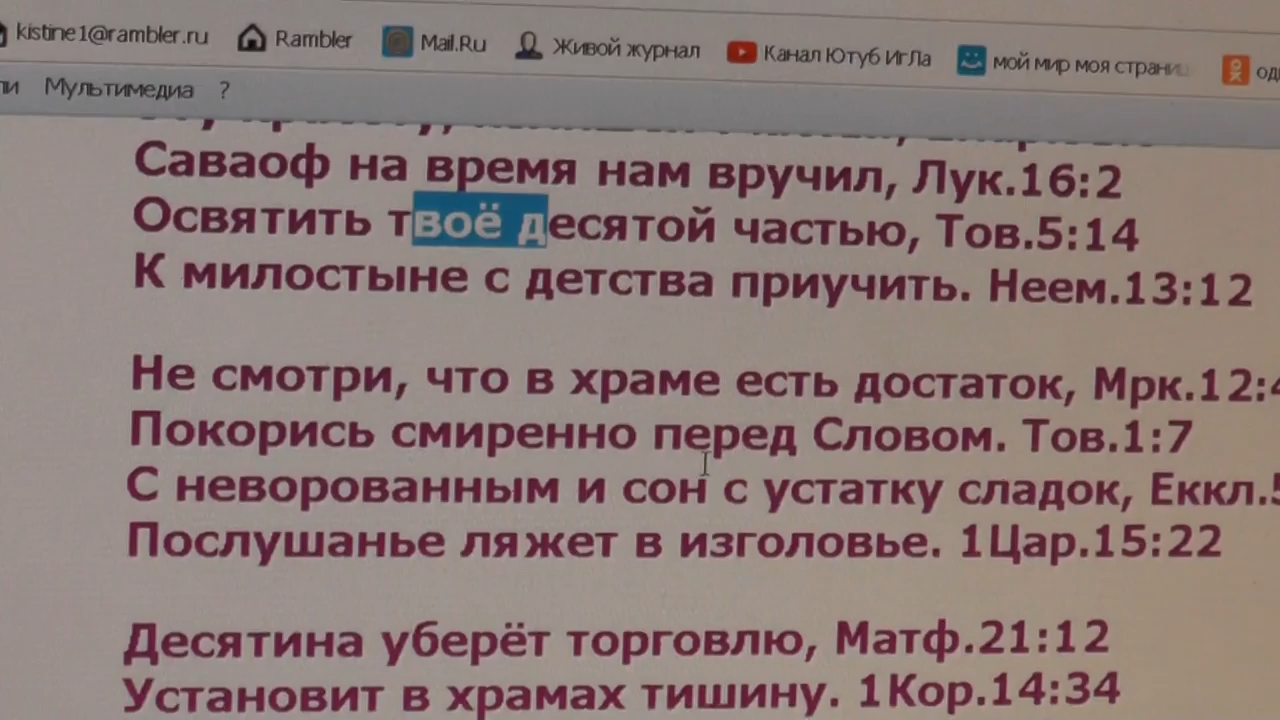 kistine1@rambler.ru Rambler Mail.Ru Живой журнал Канал Ютуб ИгЛа мой мир моя страниц
Мультимедиа ?
Саваоф на время нам вручил, Лук.16:2
Освятить твоё десятой частью, Тов.5:14
К милостыне с детства приучить. Неем.13:12
Не смотри, что в храме есть достаток, Мрк.12:4
Покорись смиренно перед Словом. Тов.1:7
С неворованным и сон с устатку сладок, Еккл.5
Послушанье ляжет в изголовье. 1Цар.15:22
Десятина уберёт торговлю, Матф.21:12
Установит в храмах тишину. 1Кор.14:34